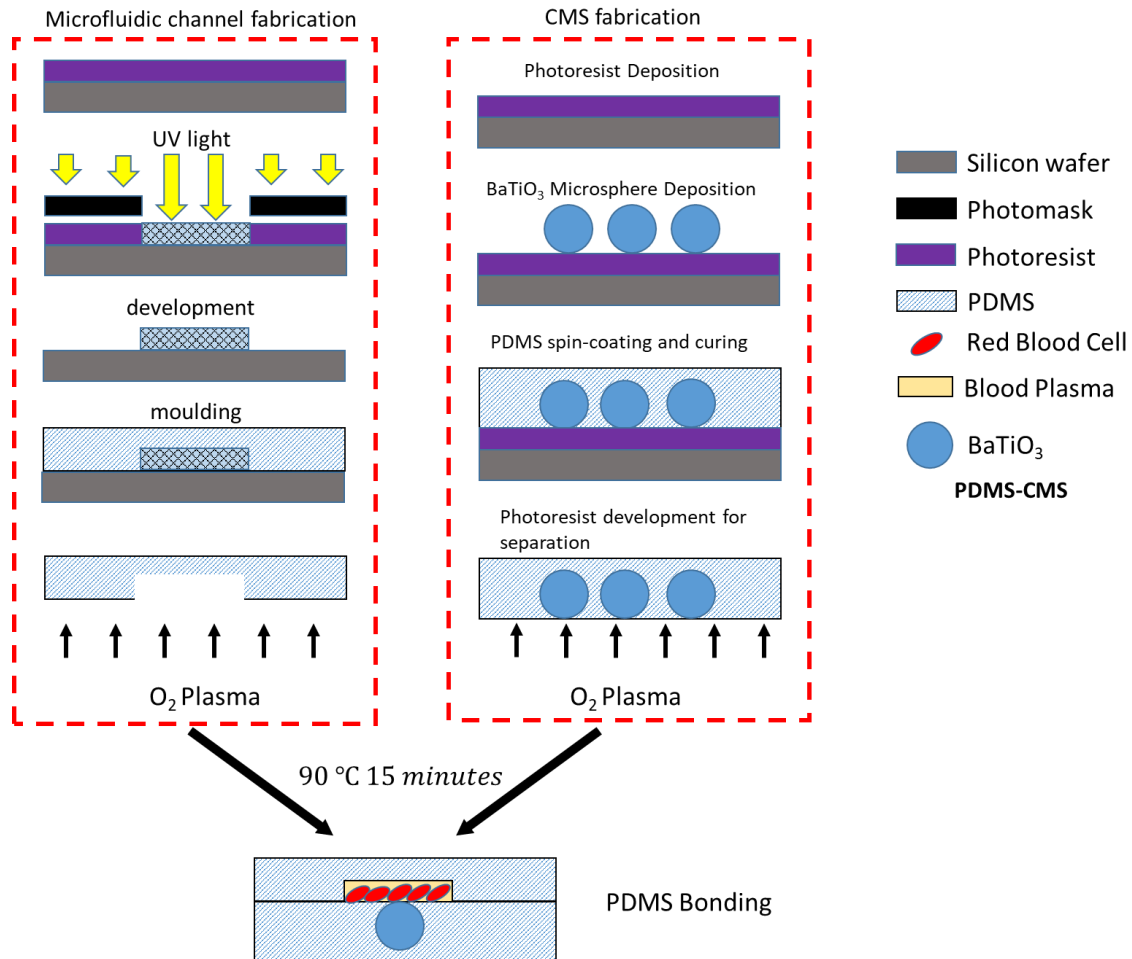 Microfluidic channel fabrication
UV light
development
moulding
O₂ Plasma
CMS fabrication
Photoresist Deposition
BaTiO₃ Microsphere Deposition
PDMS spin-coating and curing
Photoresist development for
separation
O₂ Plasma
Silicon wafer
Photomask
Photoresist
PDMS
Red Blood Cell
Blood Plasma
BaTiO₃
PDMS-CMS
90 ℃ 15 minutes
PDMS Bonding